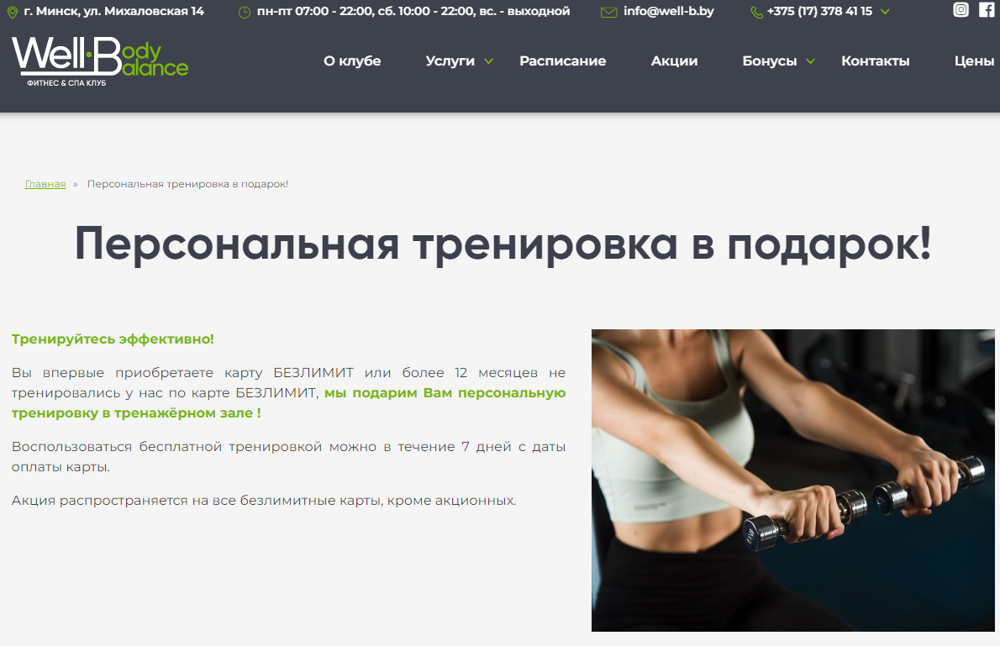 г. Минск, ул. Михаловская 14
пн-пт 07:00 - 22:00, сб. 10:00 - 22:00, вс. - выходной
info@well-b.by
+375 (17) 378 41 15
Well·Body Balance
ФИТНЕС & СПА КЛУБ
О клубе
Услуги
Расписание
Акции
Бонусы
Контакты
Цены
Главная » Персональная тренировка в подарок!
Персональная тренировка в подарок!
Тренируйтесь эффективно!
Вы впервые приобретаете карту БЕЗЛИМИТ или более 12 месяцев не
тренировались у нас по карте БЕЗЛИМИТ, мы подарим Вам персональную
тренировку в тренажёрном зале !
Воспользоваться бесплатной тренировкой можно в течение 7 дней с даты
оплаты карты.
Акция распространяется на все безлимитные карты, кроме акционных.